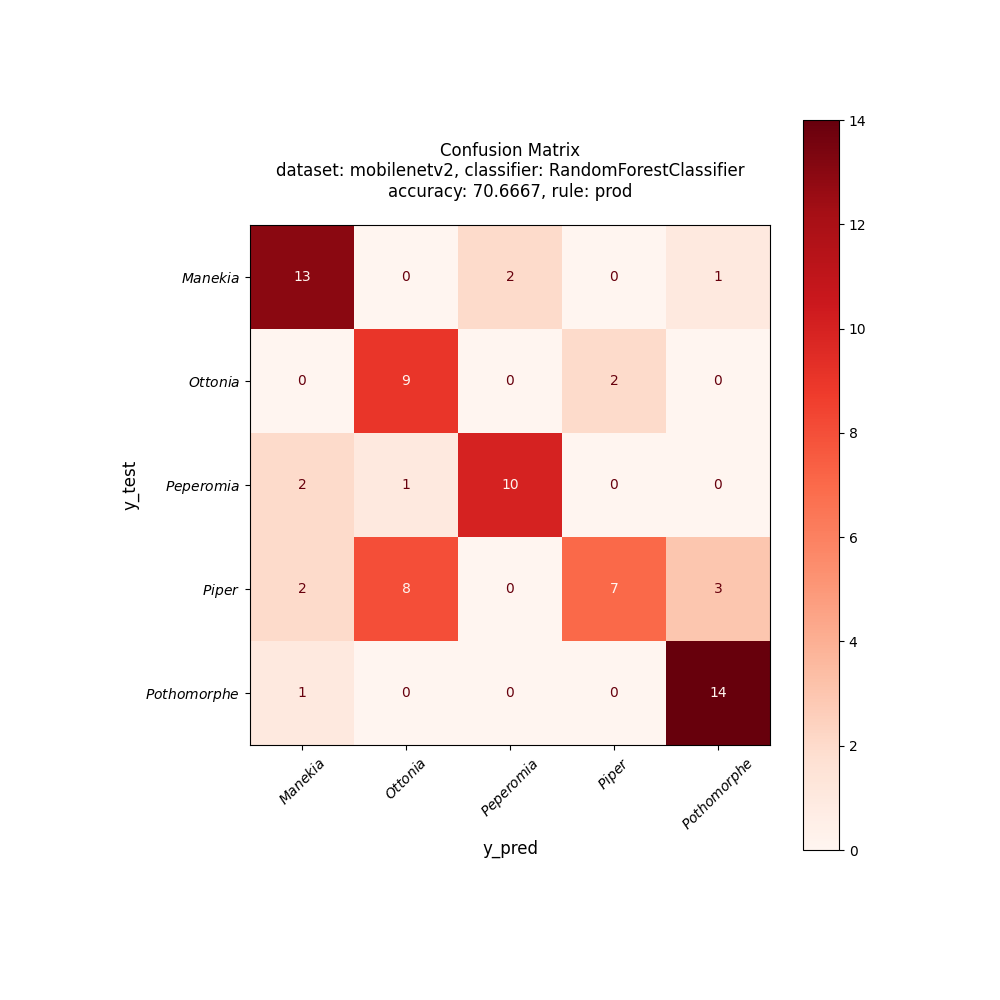 Confusion Matrix
dataset: mobilenetv2, classifier: RandomForestClassifier
accuracy: 70.6667, rule: prod
Manekia 13 0 2 0 1
Ottonia 0 9 0 2 0
Peperomia 2 1 10 0 0
Piper 2 8 0 7 3
Pothomorphe 1 0 0 0 14
y_test
Manekia Ottonia Peperomia Piper Pothomorphe
y_pred
14
12
10
8
6
4
2
0